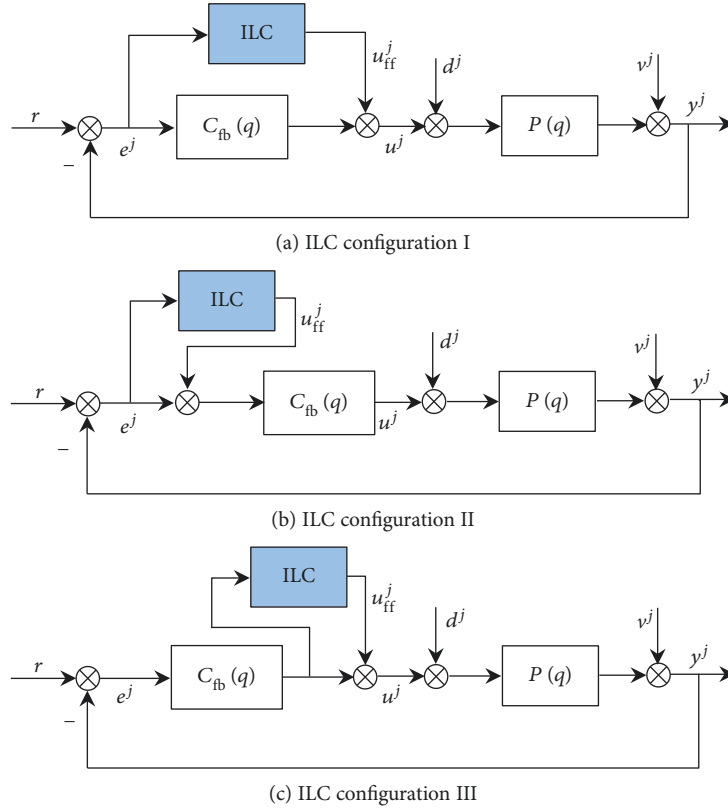 ILC
u_ff^j
d^j
v^j
r
e^j
C_fb (q)
u^j
P (q)
y^j
–
(a) ILC configuration I
ILC
u_ff^j
d^j
v^j
r
e^j
C_fb (q)
u^j
P (q)
y^j
–
(b) ILC configuration II
ILC
u_ff^j
d^j
v^j
r
e^j
C_fb (q)
u^j
P (q)
y^j
–
(c) ILC configuration III